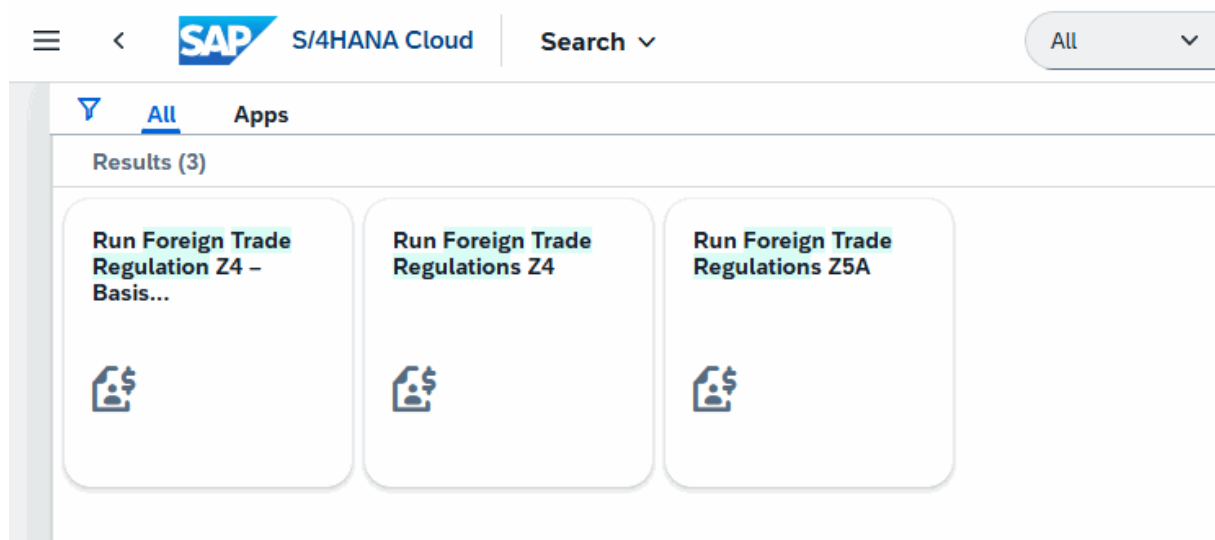 SAP S/4HANA Cloud Search All
All Apps
Results (3)
Run Foreign Trade
Regulation Z4 –
Basis...
Run Foreign Trade
Regulations Z4
Run Foreign Trade
Regulations Z5A